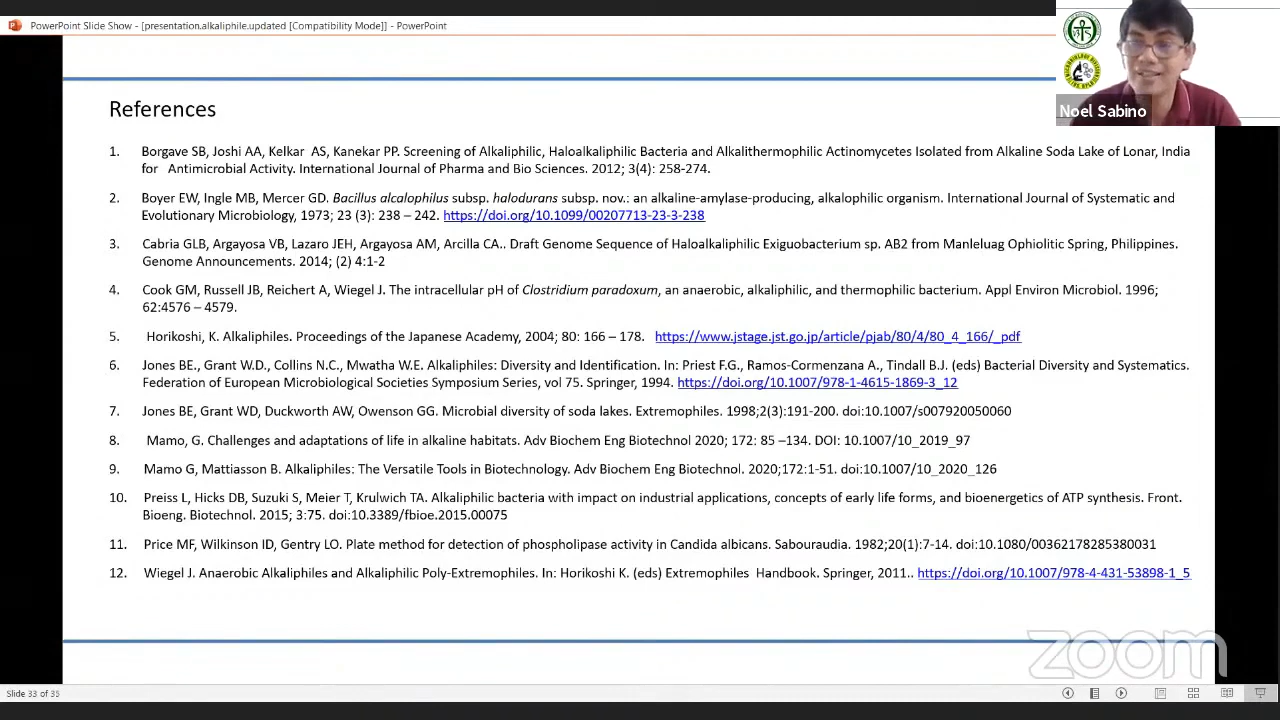 PowerPoint Slide Show - [presentation.alkaliphile.updated [Compatibility Mode]] - PowerPoint
Noel Sabino
References
1. Borgave SB, Joshi AA, Kelkar AS, Kanekar PP. Screening of Alkaliphilic, Haloalkaliphilic Bacteria and Alkalithermophilic Actinomycetes Isolated from Alkaline Soda Lake of Lonar, India
for Antimicrobial Activity. International Journal of Pharma and Bio Sciences. 2012; 3(4): 258-274.
2. Boyer EW, Ingle MB, Mercer GD. Bacillus alcalophilus subsp. halodurans subsp. nov.: an alkaline-amylase-producing, alkalophilic organism. International Journal of Systematic and
Evolutionary Microbiology, 1973; 23 (3): 238 – 242. https://doi.org/10.1099/00207713-23-3-238
3. Cabria GLB, Argayosa VB, Lazaro JEH, Argayosa AM, Arcilla CA.. Draft Genome Sequence of Haloalkaliphilic Exiguobacterium sp. AB2 from Manleluag Ophiolitic Spring, Philippines.
Genome Announcements. 2014; (2) 4:1-2
4. Cook GM, Russell JB, Reichert A, Wiegel J. The intracellular pH of Clostridium paradoxum, an anaerobic, alkaliphilic, and thermophilic bacterium. Appl Environ Microbiol. 1996;
62:4576 – 4579.
5. Horikoshi, K. Alkaliphiles. Proceedings of the Japanese Academy, 2004; 80: 166 – 178. https://www.jstage.jst.go.jp/article/pjab/80/4/80_4_166/_pdf
6. Jones BE., Grant W.D., Collins N.C., Mwatha W.E. Alkaliphiles: Diversity and Identification. In: Priest F.G., Ramos-Cormenzana A., Tindall B.J. (eds) Bacterial Diversity and Systematics.
Federation of European Microbiological Societies Symposium Series, vol 75. Springer, 1994. https://doi.org/10.1007/978-1-4615-1869-3_12
7. Jones BE, Grant WD, Duckworth AW, Owenson GG. Microbial diversity of soda lakes. Extremophiles. 1998;2(3):191-200. doi:10.1007/s007920050060
8. Mamo, G. Challenges and adaptations of life in alkaline habitats. Adv Biochem Eng Biotechnol 2020; 172: 85 –134. DOI: 10.1007/10_2019_97
9. Mamo G, Mattiasson B. Alkaliphiles: The Versatile Tools in Biotechnology. Adv Biochem Eng Biotechnol. 2020;172:1-51. doi:10.1007/10_2020_126
10. Preiss L, Hicks DB, Suzuki S, Meier T, Krulwich TA. Alkaliphilic bacteria with impact on industrial applications, concepts of early life forms, and bioenergetics of ATP synthesis. Front.
Bioeng. Biotechnol. 2015; 3:75. doi:10.3389/fbioe.2015.00075
11. Price MF, Wilkinson ID, Gentry LO. Plate method for detection of phospholipase activity in Candida albicans. Sabouraudia. 1982;20(1):7-14. doi:10.1080/00362178285380031
12. Wiegel J. Anaerobic Alkaliphiles and Alkaliphilic Poly-Extremophiles. In: Horikoshi K. (eds) Extremophiles Handbook. Springer, 2011.. https://doi.org/10.1007/978-4-431-53898-1_5
zoom
Slide 33 of 35